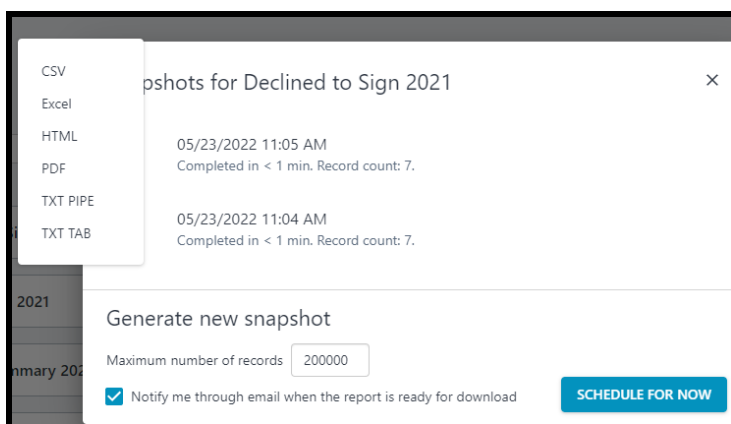 CSV
Excel
HTML
PDF
TXT PIPE
TXT TAB
pshots for Declined to Sign 2021
05/23/2022 11:05 AM
Completed in < 1 min. Record count: 7.
05/23/2022 11:04 AM
Completed in < 1 min. Record count: 7.
2021
mmary 202
Generate new snapshot
Maximum number of records 200000
Notify me through email when the report is ready for download
SCHEDULE FOR NOW